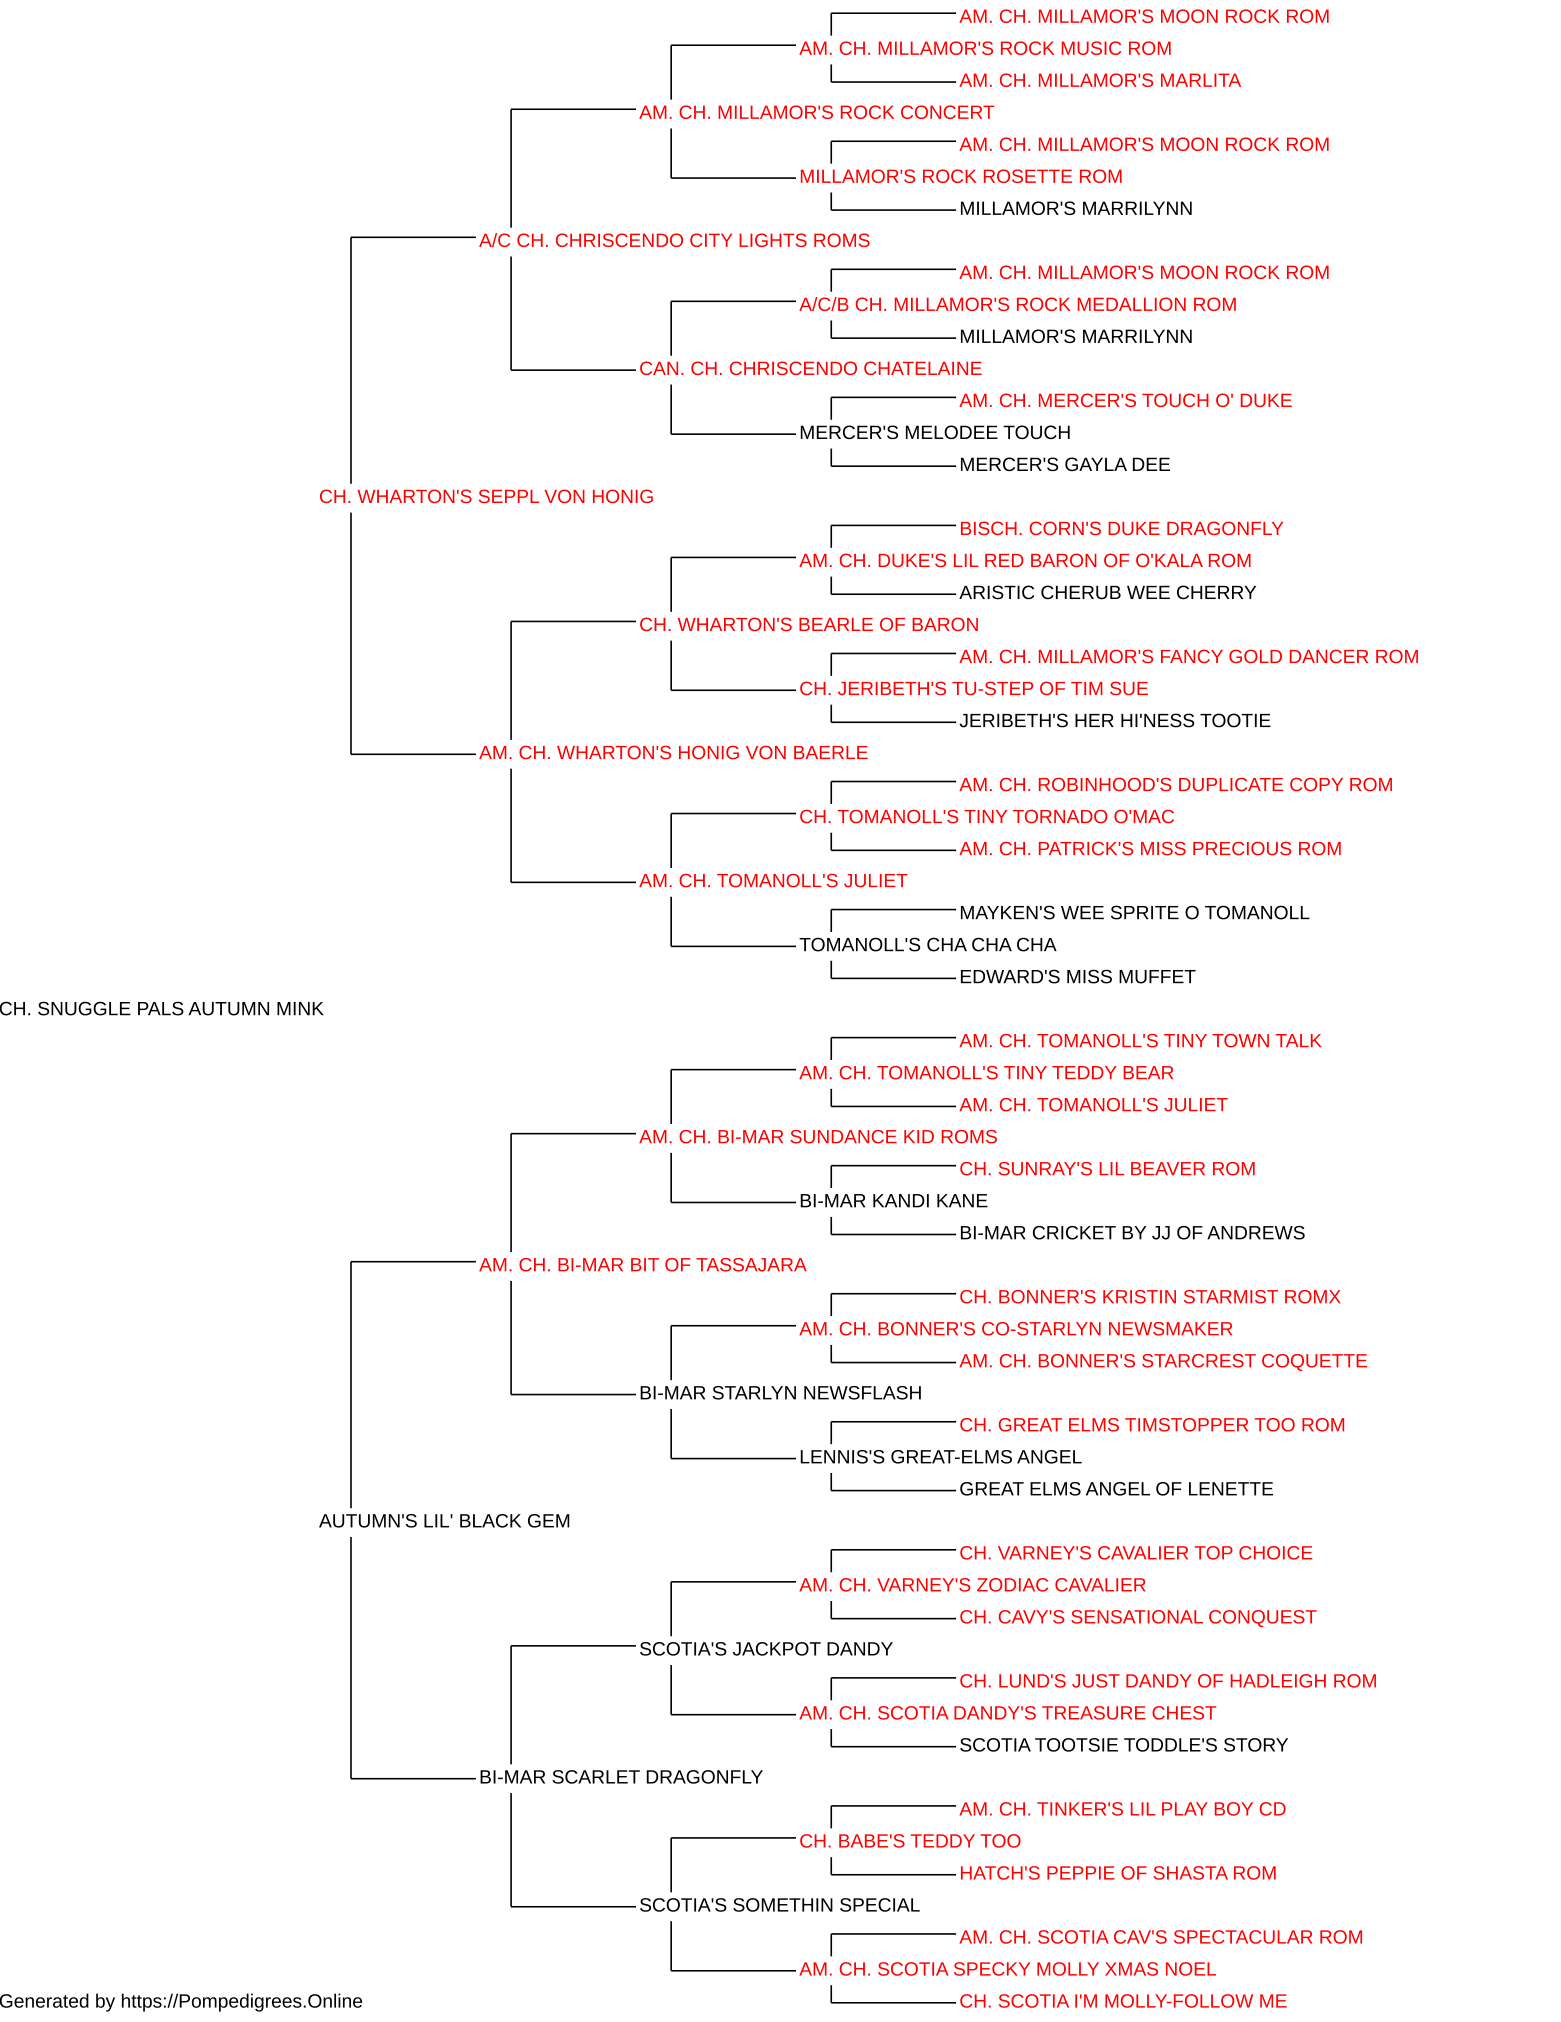 AM. CH. MILLAMOR'S MOON ROCK ROM
AM. CH. MILLAMOR'S ROCK MUSIC ROM
AM. CH. MILLAMOR'S MARLITA
AM. CH. MILLAMOR'S ROCK CONCERT
AM. CH. MILLAMOR'S MOON ROCK ROM
MILLAMOR'S ROCK ROSETTE ROM
MILLAMOR'S MARRILYNN
A/C CH. CHRISCENDO CITY LIGHTS ROMS
AM. CH. MILLAMOR'S MOON ROCK ROM
A/C/B CH. MILLAMOR'S ROCK MEDALLION ROM
MILLAMOR'S MARRILYNN
CAN. CH. CHRISCENDO CHATELAINE
AM. CH. MERCER'S TOUCH O' DUKE
MERCER'S MELODEE TOUCH
MERCER'S GAYLA DEE
CH. WHARTON'S SEPPL VON HONIG
BISCH. CORN'S DUKE DRAGONFLY
AM. CH. DUKE'S LIL RED BARON OF O'KALA ROM
ARISTIC CHERUB WEE CHERRY
CH. WHARTON'S BEARLE OF BARON
AM. CH. MILLAMOR'S FANCY GOLD DANCER ROM
CH. JERIBETH'S TU-STEP OF TIM SUE
JERIBETH'S HER HI'NESS TOOTIE
AM. CH. WHARTON'S HONIG VON BAERLE
AM. CH. ROBINHOOD'S DUPLICATE COPY ROM
CH. TOMANOLL'S TINY TORNADO O'MAC
AM. CH. PATRICK'S MISS PRECIOUS ROM
AM. CH. TOMANOLL'S JULIET
MAYKEN'S WEE SPRITE O TOMANOLL
TOMANOLL'S CHA CHA CHA
EDWARD'S MISS MUFFET
CH. SNUGGLE PALS AUTUMN MINK
AM. CH. TOMANOLL'S TINY TOWN TALK
AM. CH. TOMANOLL'S TINY TEDDY BEAR
AM. CH. TOMANOLL'S JULIET
AM. CH. BI-MAR SUNDANCE KID ROMS
CH. SUNRAY'S LIL BEAVER ROM
BI-MAR KANDI KANE
BI-MAR CRICKET BY JJ OF ANDREWS
AM. CH. BI-MAR BIT OF TASSAJARA
CH. BONNER'S KRISTIN STARMIST ROMX
AM. CH. BONNER'S CO-STARLYN NEWSMAKER
AM. CH. BONNER'S STARCREST COQUETTE
BI-MAR STARLYN NEWSFLASH
CH. GREAT ELMS TIMSTOPPER TOO ROM
LENNIS'S GREAT-ELMS ANGEL
GREAT ELMS ANGEL OF LENETTE
AUTUMN'S LIL' BLACK GEM
CH. VARNEY'S CAVALIER TOP CHOICE
AM. CH. VARNEY'S ZODIAC CAVALIER
CH. CAVY'S SENSATIONAL CONQUEST
SCOTIA'S JACKPOT DANDY
CH. LUND'S JUST DANDY OF HADLEIGH ROM
AM. CH. SCOTIA DANDY'S TREASURE CHEST
SCOTIA TOOTSIE TODDLE'S STORY
BI-MAR SCARLET DRAGONFLY
AM. CH. TINKER'S LIL PLAY BOY CD
CH. BABE'S TEDDY TOO
HATCH'S PEPPIE OF SHASTA ROM
SCOTIA'S SOMETHIN SPECIAL
AM. CH. SCOTIA CAV'S SPECTACULAR ROM
AM. CH. SCOTIA SPECKY MOLLY XMAS NOEL
CH. SCOTIA I'M MOLLY-FOLLOW ME
Generated by https://Pompedigrees.Online